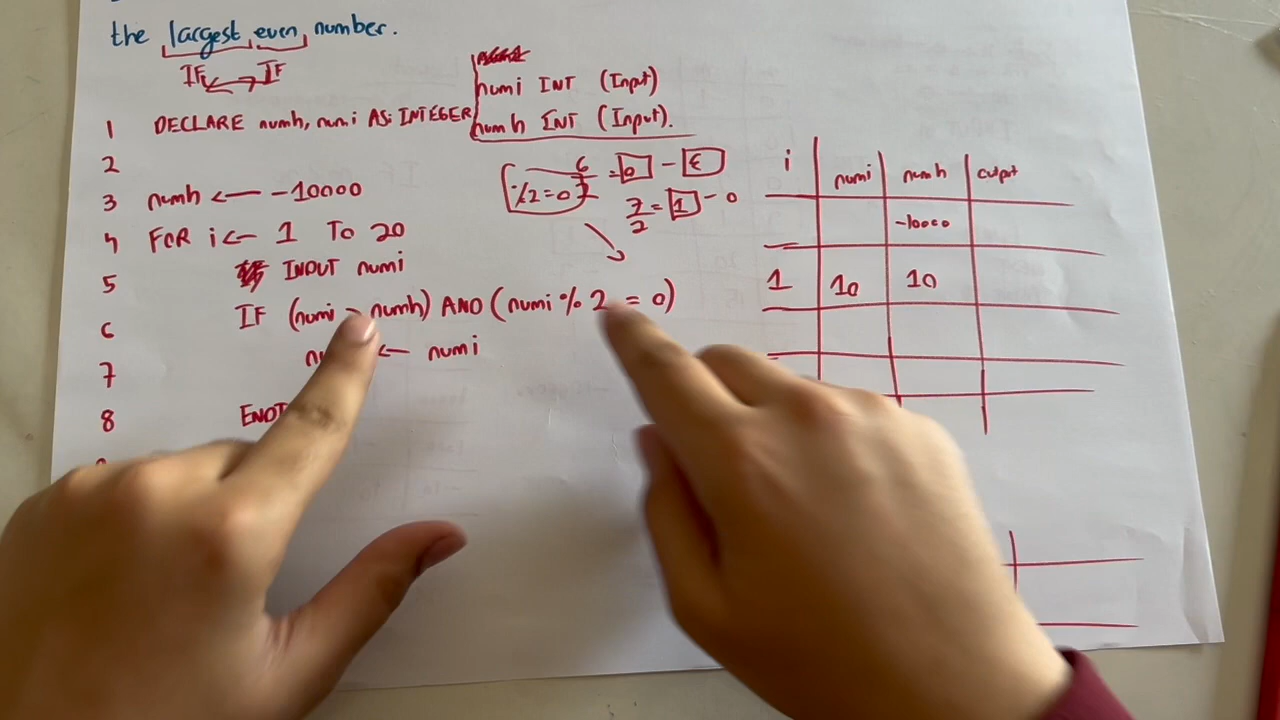 the largest even number.
IF IF
numi INT (Input)
1 DECLARE numh, numi AS: INTEGER
numh INT (Input).
2
3 numh ← -10000
%2=0
6/2 = 0 - E
7/2 = 1 - 0
4 FOR i ← 1 TO 20
5 INPUT numi
6 IF (numi > numh) AND (numi % 2 = 0)
7 ← numi
8
i numi numh output
-10000
1 10 10